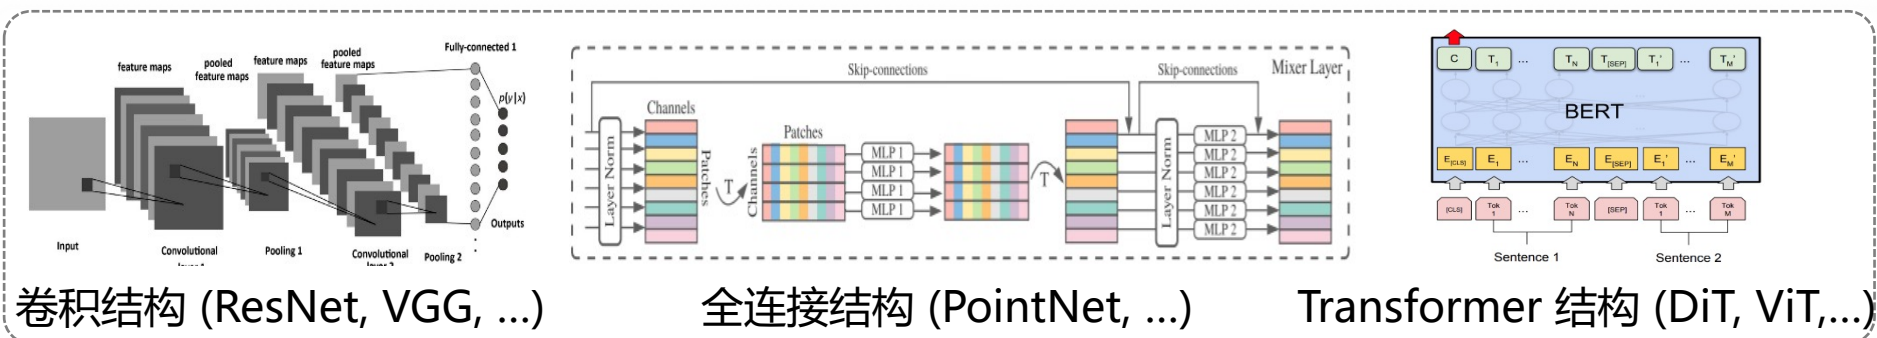 feature maps
pooled
feature maps
feature maps
pooled
feature maps
Fully-connected 1
p(y|x)
Input
Convolutional
Pooling 1
Convolutional
Pooling 2
Outputs
卷积结构 (ResNet, VGG, ...)
Skip-connections
Skip-connections
Mixer Layer
Layer Norm
Channels
Patches
T
Channels
Patches
MLP 1
MLP 1
MLP 1
MLP 1
T
Layer Norm
MLP 2
MLP 2
MLP 2
MLP 2
MLP 2
MLP 2
全连接结构 (PointNet, ...)
C T1 ... TN T[SEP] T1' ... TM'
BERT
E[CLS] E1 ... EN E[SEP] E1' ... EM'
[CLS] Tok 1 ... Tok N [SEP] Tok 1 ... Tok M
Sentence 1 Sentence 2
Transformer 结构 (DiT, ViT,...)